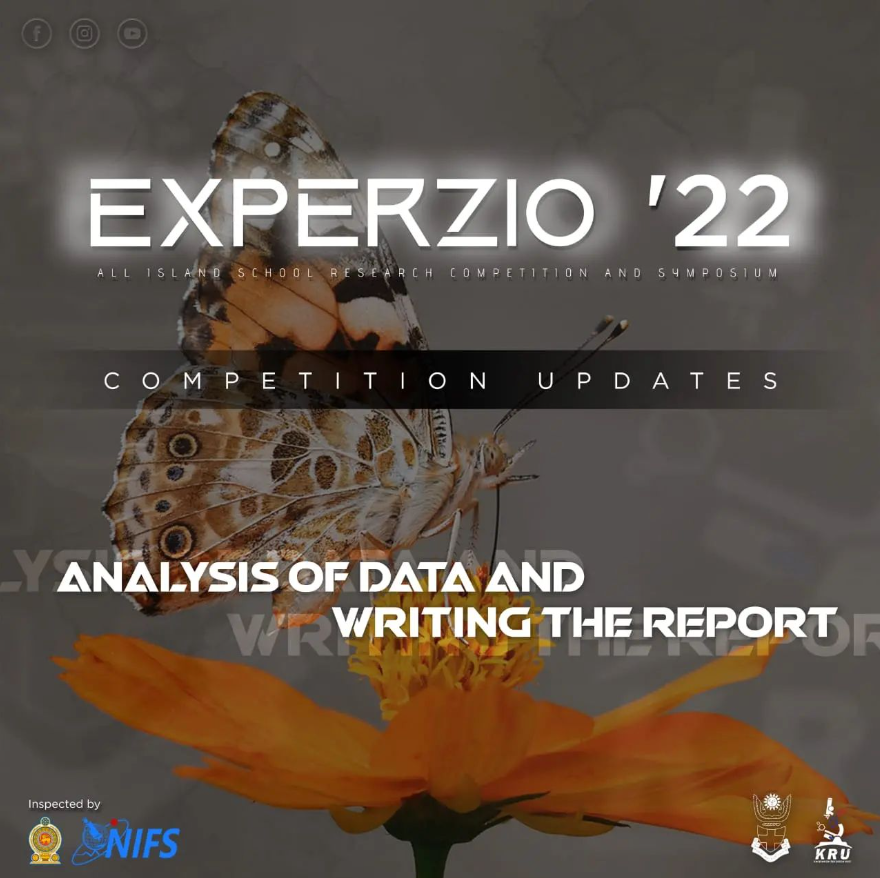 EXPERZIO '22
ALL ISLAND SCHOOL RESEARCH COMPETITION AND SYMPOSIUM
COMPETITION UPDATES
ANALYSIS OF DATA AND
WRITING THE REPORT
Inspected by
NIFS
KRU